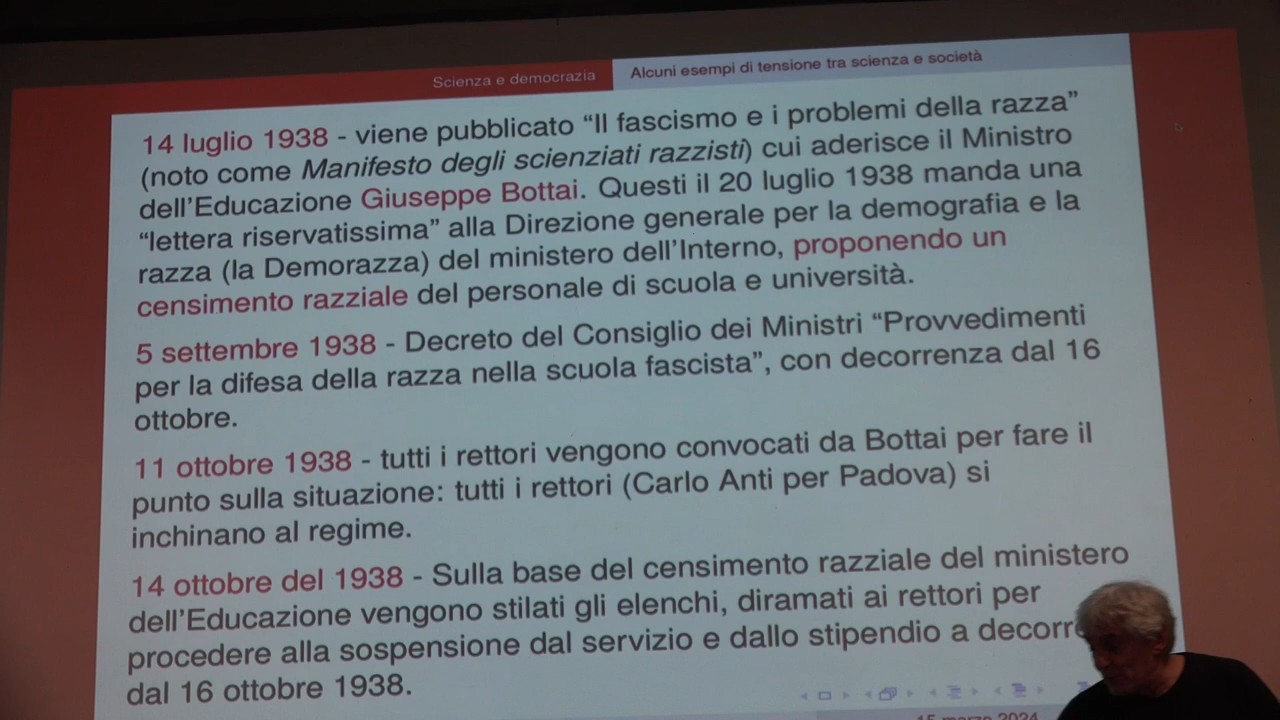 Scienza e democrazia
Alcuni esempi di tensione tra scienza e società
14 luglio 1938 - viene pubblicato “Il fascismo e i problemi della razza”
(noto come Manifesto degli scienziati razzisti) cui aderisce il Ministro
dell’Educazione Giuseppe Bottai. Questi il 20 luglio 1938 manda una
“lettera riservatissima” alla Direzione generale per la demografia e la
razza (la Demorazza) del ministero dell’Interno, proponendo un
censimento razziale del personale di scuola e università.
5 settembre 1938 - Decreto del Consiglio dei Ministri “Provvedimenti
per la difesa della razza nella scuola fascista”, con decorrenza dal 16
ottobre.
11 ottobre 1938 - tutti i rettori vengono convocati da Bottai per fare il
punto sulla situazione: tutti i rettori (Carlo Anti per Padova) si
inchinano al regime.
14 ottobre del 1938 - Sulla base del censimento razziale del ministero
dell’Educazione vengono stilati gli elenchi, diramati ai rettori per
procedere alla sospensione dal servizio e dallo stipendio a
dal 16 ottobre 1938.
15 marzo 2024